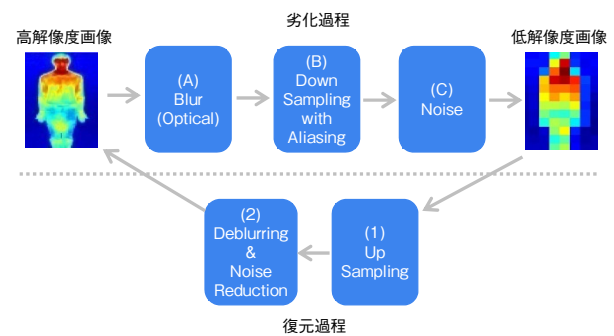 劣化過程
高解像度画像
低解像度画像
(A)
Blur
(Optical)
(B)
Down
Sampling
with
Aliasing
(C)
Noise
(2)
Deblurring
&
Noise
Reduction
(1)
Up
Sampling
復元過程